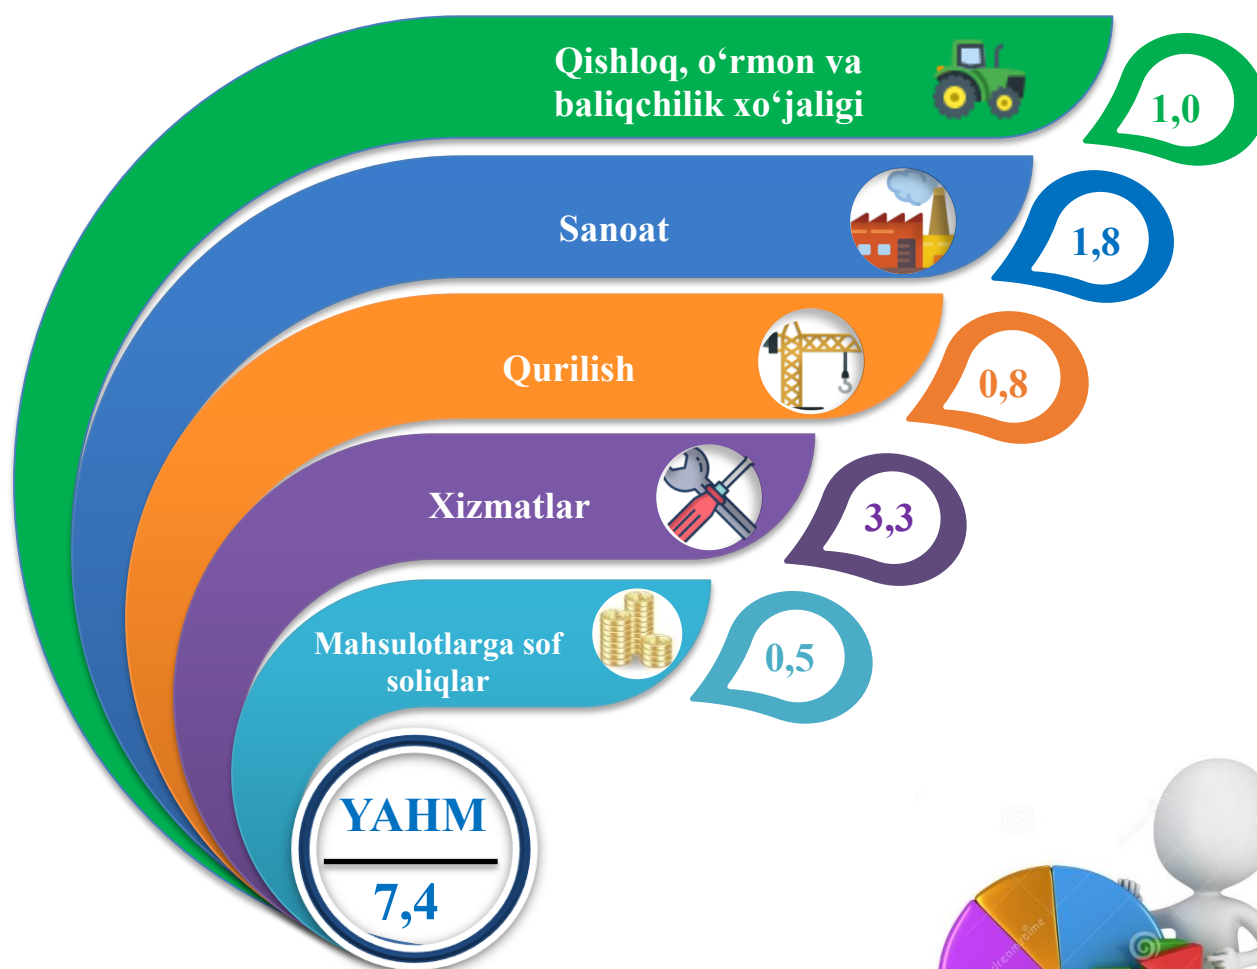 Qishloq, o‘rmon va
baliqchilik xo‘jaligi
1,0
Sanoat
1,8
Qurilish
0,8
Xizmatlar
3,3
Mahsulotlarga sof
soliqlar
0,5
YAHM
7,4
dreamstime